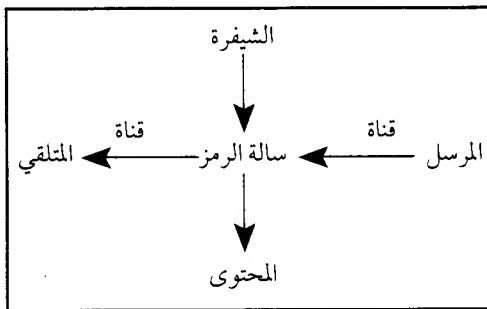 الشيفرة
قناة قناة
المرسل سالة الرمز المتلقي
المحتوى